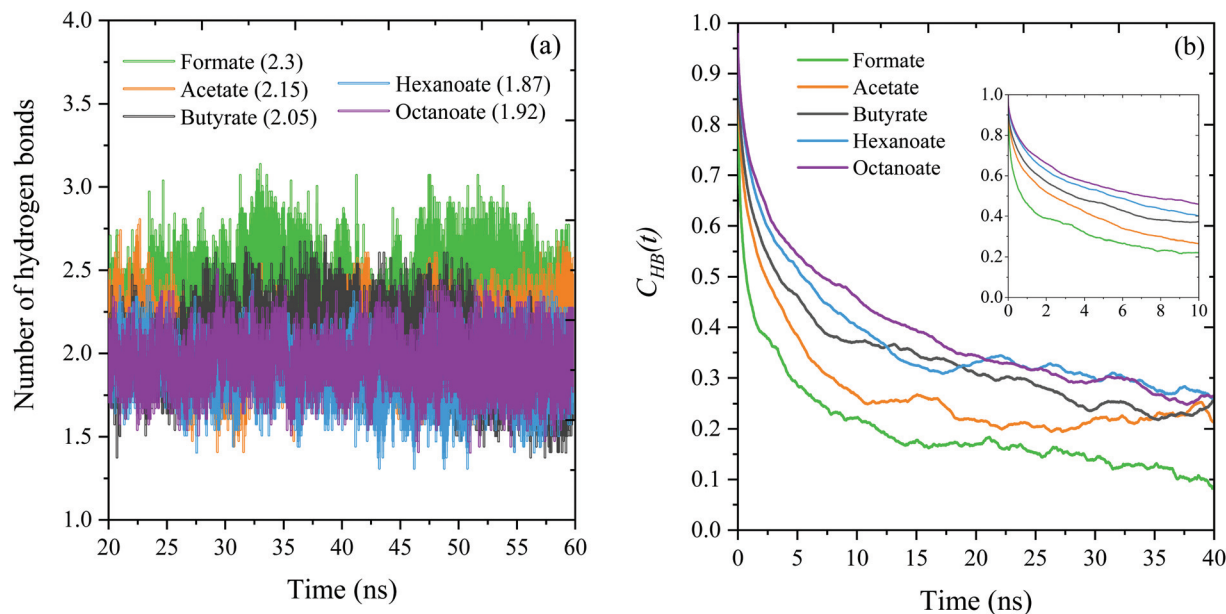 (a)
Formate (2.3)
Acetate (2.15)
Butyrate (2.05)
Hexanoate (1.87)
Octanoate (1.92)
Number of hydrogen bonds
4.0
3.5
3.0
2.5
2.0
1.5
1.0
20 25 30 35 40 45 50 55 60
Time (ns)
(b)
Formate
Acetate
Butyrate
Hexanoate
Octanoate
C_HB(t)
1.0
0.9
0.8
0.7
0.6
0.5
0.4
0.3
0.2
0.1
0.0
0 5 10 15 20 25 30 35 40
Time (ns)
1.0
0.8
0.6
0.4
0.2
0.0
0 2 4 6 8 10